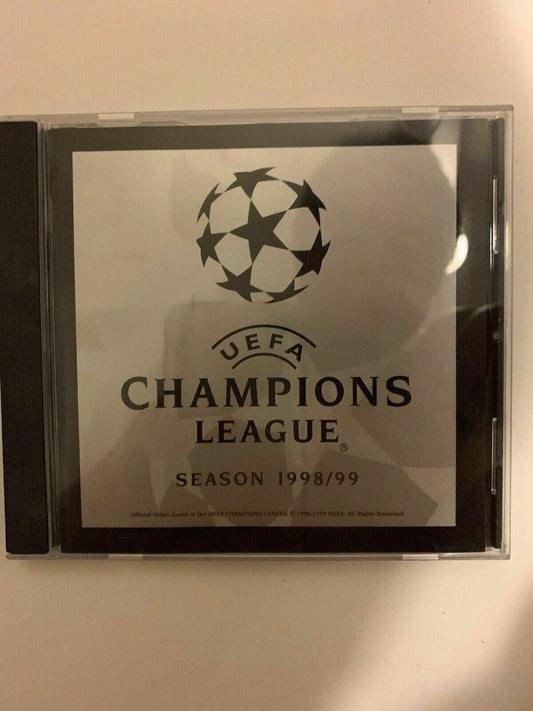 UEFA
CHAMPIONS
LEAGUE®
SEASON 1998/99
Official Video Game of the UEFA CHAMPIONS LEAGUE © 1998/1999 UEFA. All Rights Reserved.